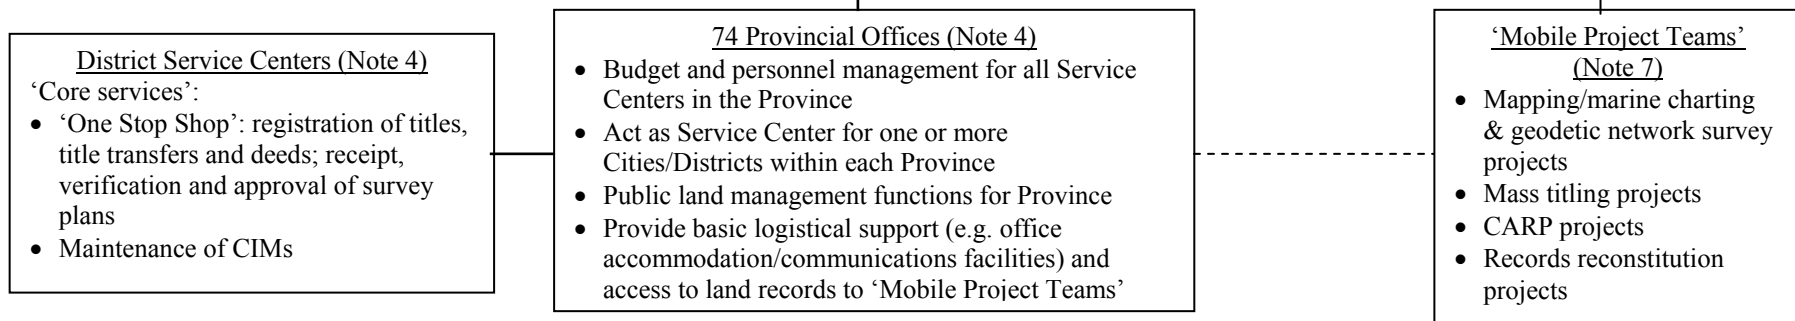 District Service Centers (Note 4)
‘Core services’:
• ‘One Stop Shop’: registration of titles,
title transfers and deeds; receipt,
verification and approval of survey
plans
• Maintenance of CIMs
74 Provincial Offices (Note 4)
• Budget and personnel management for all Service
Centers in the Province
• Act as Service Center for one or more
Cities/Districts within each Province
• Public land management functions for Province
• Provide basic logistical support (e.g. office
accommodation/communications facilities) and
access to land records to ‘Mobile Project Teams’
‘Mobile Project Teams’
(Note 7)
• Mapping/marine charting
& geodetic network survey
projects
• Mass titling projects
• CARP projects
• Records reconstitution
projects